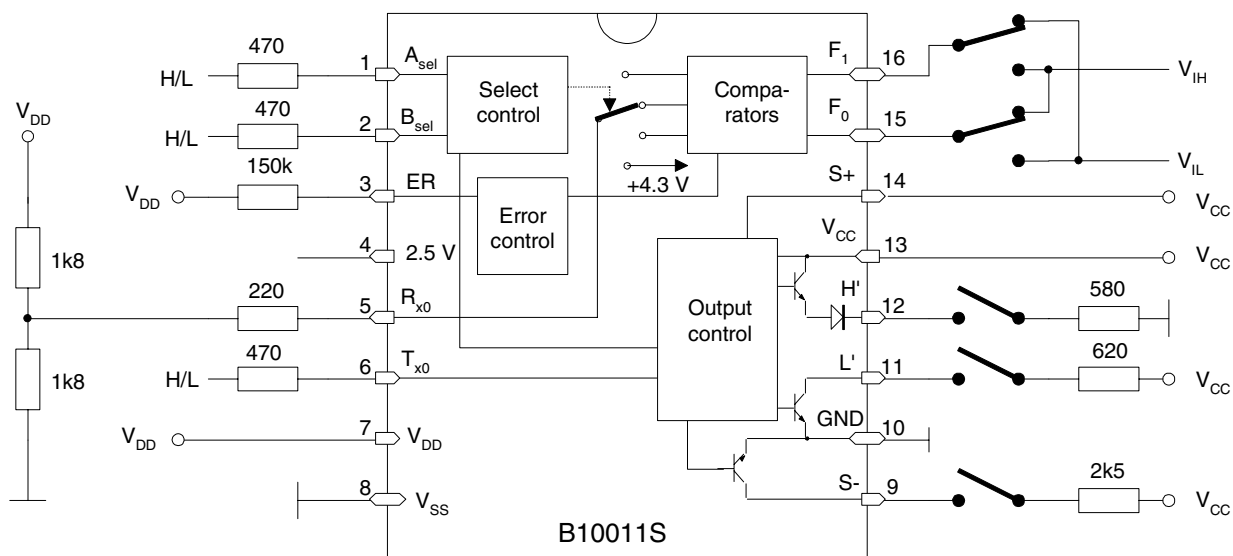 470
1
A_sel
H/L
Select
control
Compa-
rators
F_1
16
V_IH
V_DD
470
2
B_sel
H/L
F_0
15
V_IL
150k
3
ER
V_DD
+4.3 V
S+
14
V_CC
Error
control
1k8
4
2.5 V
V_CC
13
V_CC
220
5
R_x0
Output
control
H'
12
580
1k8
470
6
T_x0
H/L
L'
11
620
V_CC
7
V_DD
V_DD
GND
10
8
V_SS
S-
9
2k5
V_CC
B10011S